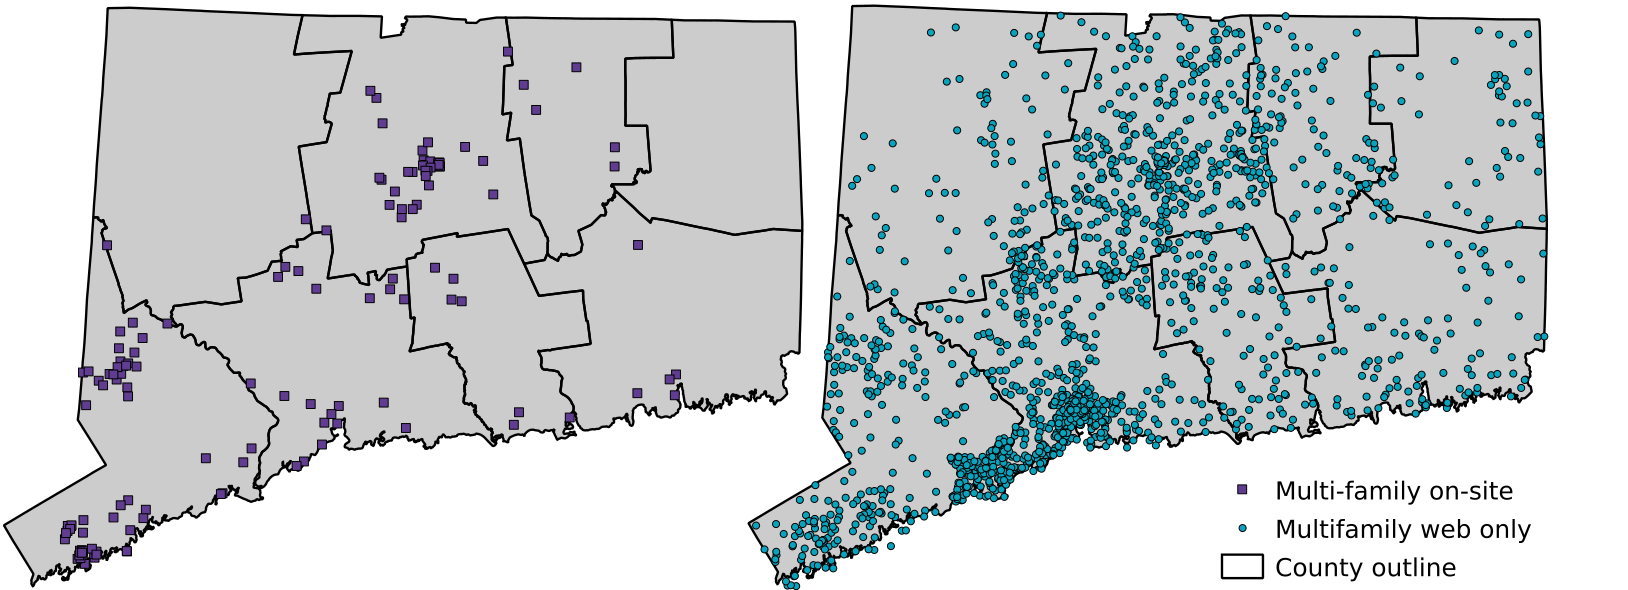 Multi-family on-site
Multifamily web only
County outline